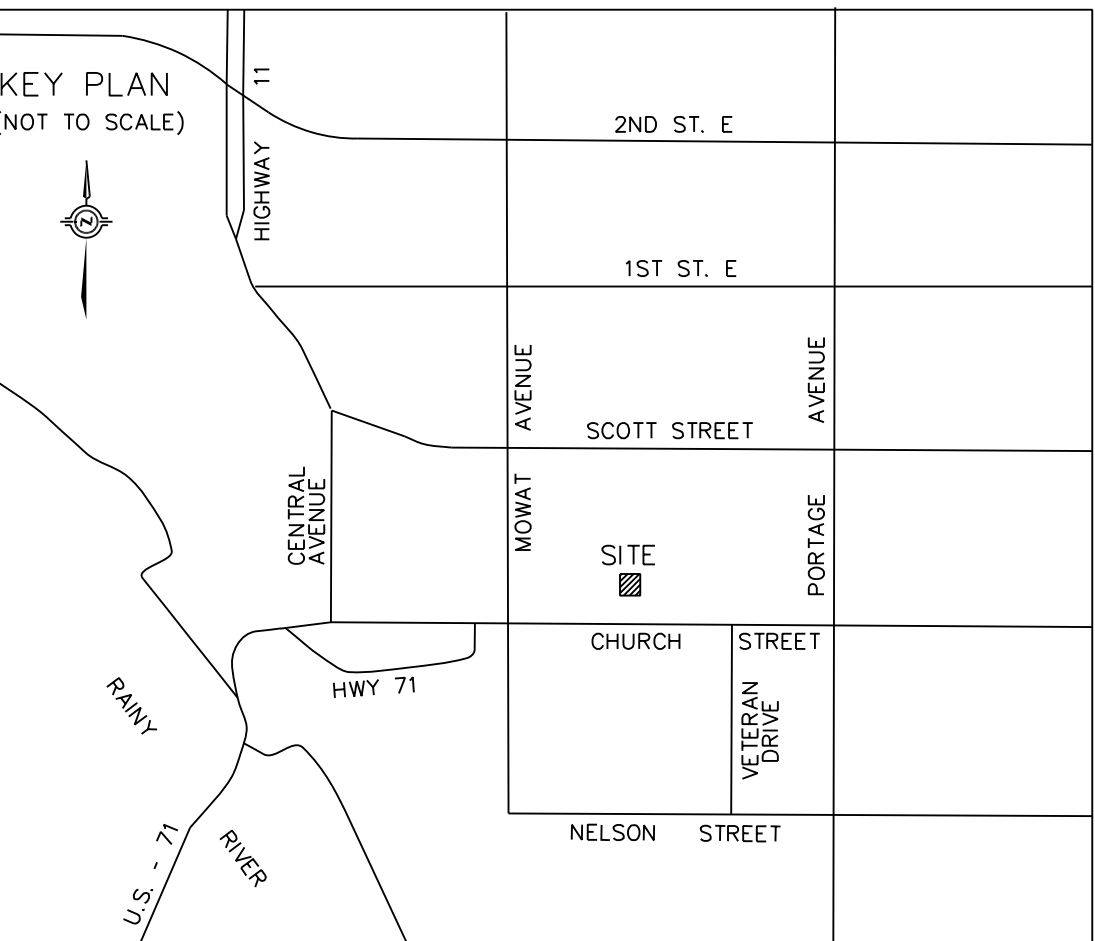 KEY PLAN
(NOT TO SCALE)
Z
HIGHWAY 11
2ND ST. E
1ST ST. E
MOWAT AVENUE
PORTAGE AVENUE
SCOTT STREET
CENTRAL
AVENUE
SITE
CHURCH STREET
HWY 71
VETERAN
DRIVE
NELSON STREET
RAINY
RIVER
U.S. - 71